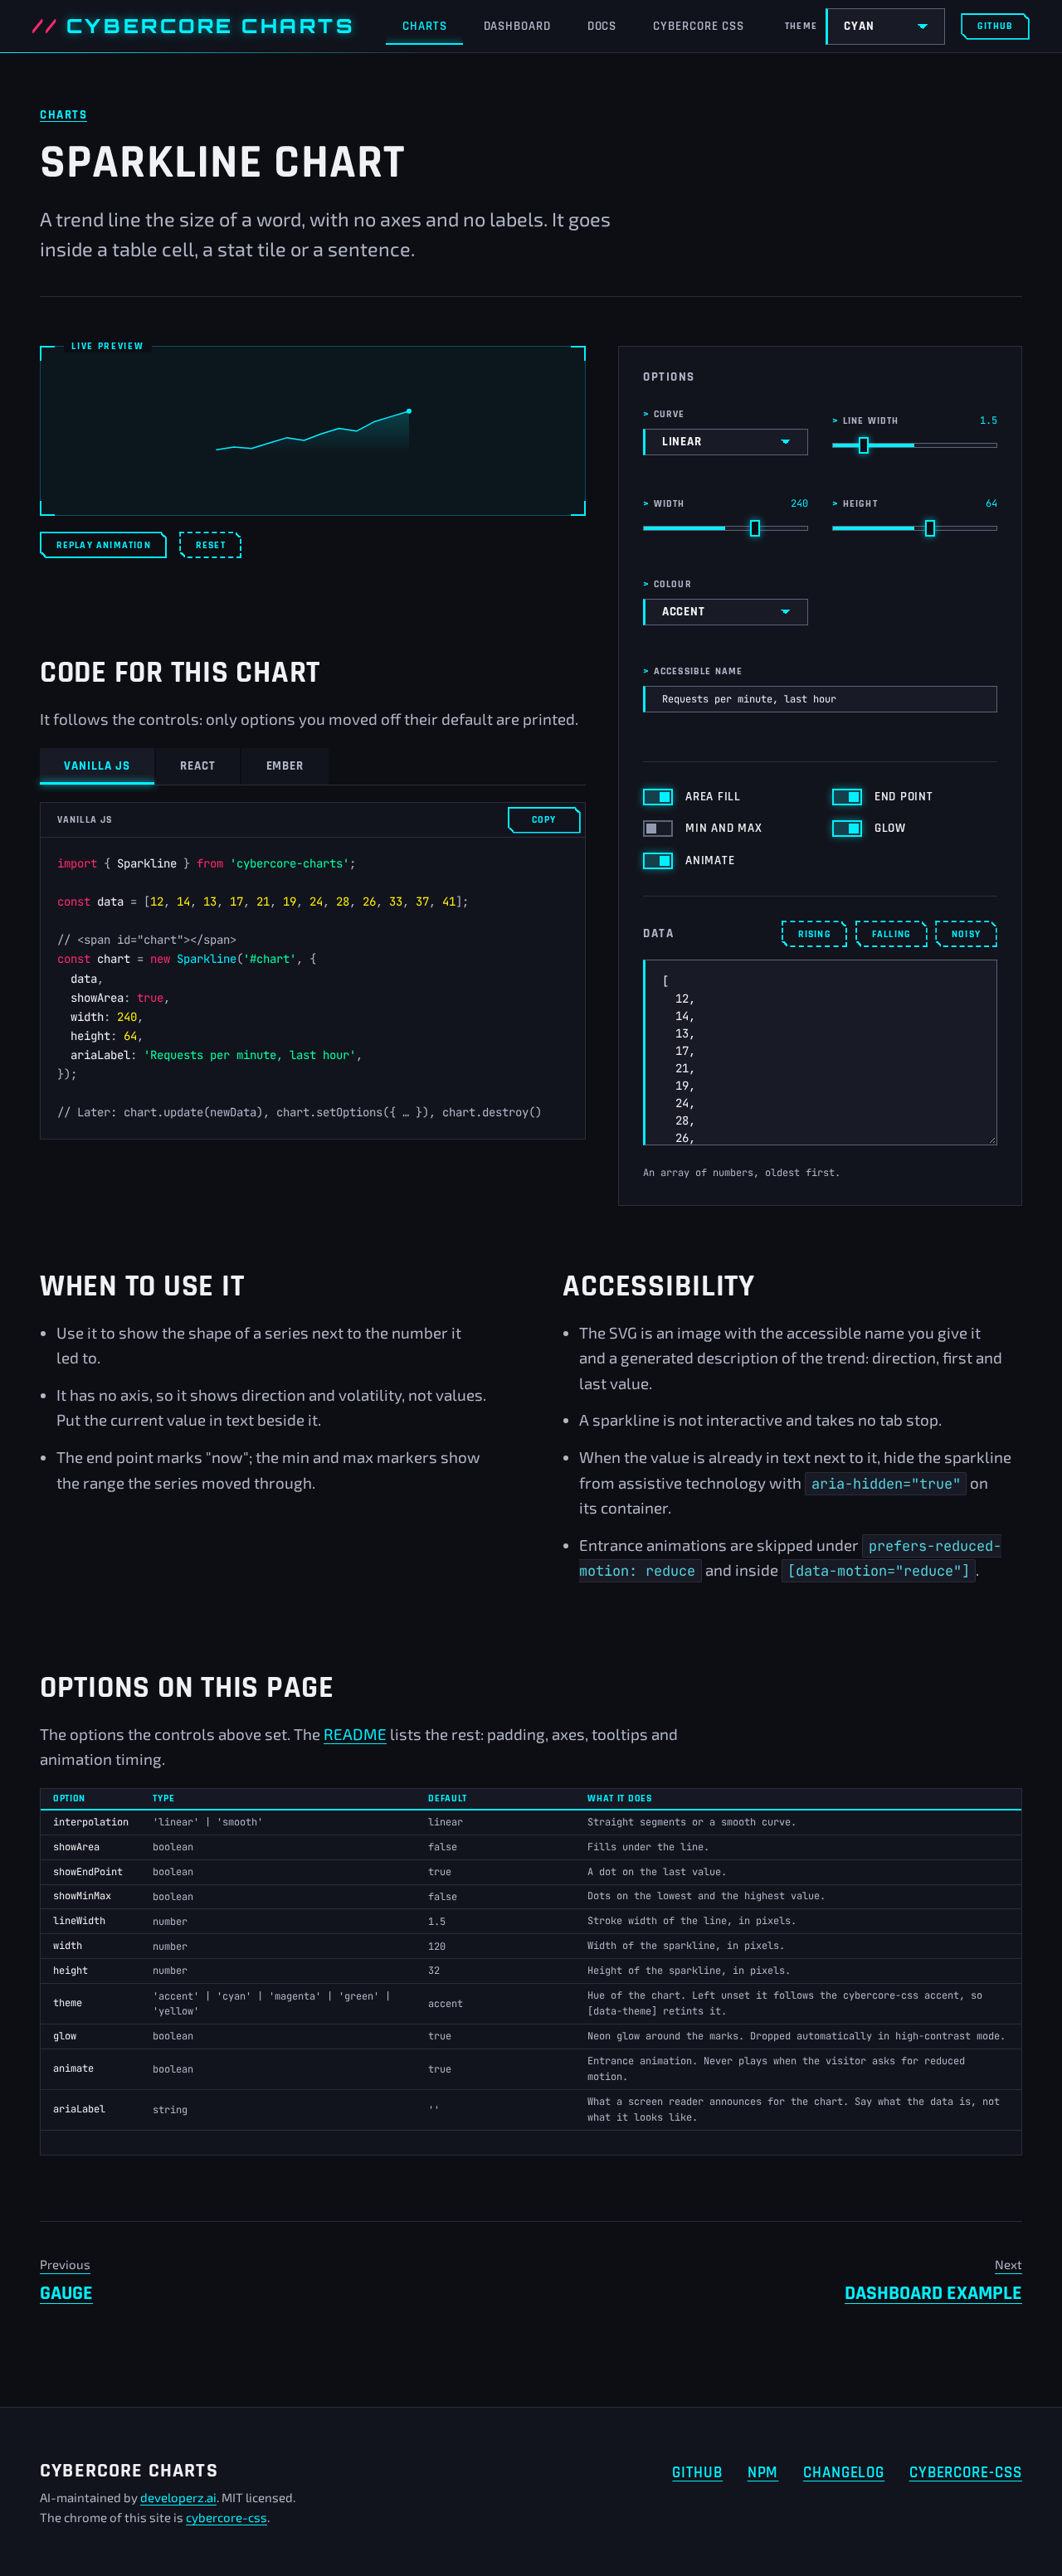 // CYBERCORE CHARTS
CHARTS
DASHBOARD
DOCS
CYBERCORE CSS
THEME
CYAN
GITHUB
CHARTS
SPARKLINE CHART
A trend line the size of a word, with no axes and no labels. It goes
inside a table cell, a stat tile or a sentence.
LIVE PREVIEW
REPLAY ANIMATION
RESET
CODE FOR THIS CHART
It follows the controls: only options you moved off their default are printed.
VANILLA JS
REACT
EMBER
VANILLA JS
COPY
import { Sparkline } from 'cybercore-charts';
const data = [12, 14, 13, 17, 21, 19, 24, 28, 26, 33, 37, 41];
// <span id="chart"></span>
const chart = new Sparkline('#chart', {
data,
showArea: true,
width: 240,
height: 64,
ariaLabel: 'Requests per minute, last hour',
});
// Later: chart.update(newData), chart.setOptions({ … }), chart.destroy()
OPTIONS
> CURVE
LINEAR
> LINE WIDTH 1.5
> WIDTH 240
> HEIGHT 64
> COLOUR
ACCENT
> ACCESSIBLE NAME
Requests per minute, last hour
AREA FILL
END POINT
MIN AND MAX
GLOW
ANIMATE
DATA
RISING
FALLING
NOISY
[
12,
14,
13,
17,
21,
19,
24,
28,
26,
An array of numbers, oldest first.
WHEN TO USE IT
• Use it to show the shape of a series next to the number it
led to.
• It has no axis, so it shows direction and volatility, not values.
Put the current value in text beside it.
• The end point marks "now"; the min and max markers show
the range the series moved through.
ACCESSIBILITY
• The SVG is an image with the accessible name you give it
and a generated description of the trend: direction, first and
last value.
• A sparkline is not interactive and takes no tab stop.
• When the value is already in text next to it, hide the sparkline
from assistive technology with aria-hidden="true" on
its container.
• Entrance animations are skipped under prefers-reduced-
motion: reduce and inside [data-motion="reduce"].
OPTIONS ON THIS PAGE
The options the controls above set. The README lists the rest: padding, axes, tooltips and
animation timing.
OPTION TYPE DEFAULT WHAT IT DOES
interpolation 'linear' | 'smooth' linear Straight segments or a smooth curve.
showArea boolean false Fills under the line.
showEndPoint boolean true A dot on the last value.
showMinMax boolean false Dots on the lowest and the highest value.
lineWidth number 1.5 Stroke width of the line, in pixels.
width number 120 Width of the sparkline, in pixels.
height number 32 Height of the sparkline, in pixels.
theme 'accent' | 'cyan' | 'magenta' | 'green' | 'yellow' accent Hue of the chart. Left unset it follows the cybercore-css accent, so
[data-theme] retints it.
glow boolean true Neon glow around the marks. Dropped automatically in high-contrast mode.
animate boolean true Entrance animation. Never plays when the visitor asks for reduced
motion.
ariaLabel string '' What a screen reader announces for the chart. Say what the data is, not
what it looks like.
Previous
GAUGE
Next
DASHBOARD EXAMPLE
CYBERCORE CHARTS
AI-maintained by developerz.ai. MIT licensed.
The chrome of this site is cybercore-css.
GITHUB
NPM
CHANGELOG
CYBERCORE-CSS